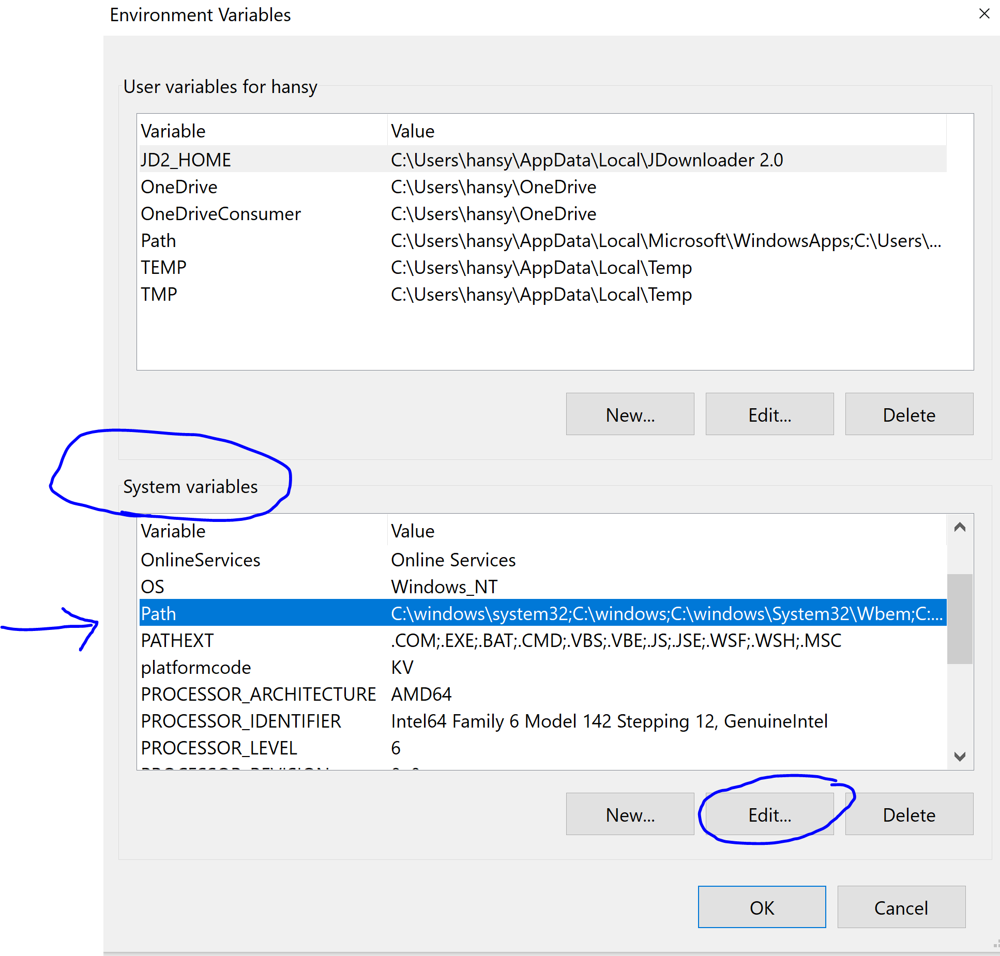 Environment Variables
User variables for hansy
Variable Value
JD2_HOME C:\Users\hansy\AppData\Local\JDownloader 2.0
OneDrive C:\Users\hansy\OneDrive
OneDriveConsumer C:\Users\hansy\OneDrive
Path C:\Users\hansy\AppData\Local\Microsoft\WindowsApps;C:\Users\...
TEMP C:\Users\hansy\AppData\Local\Temp
TMP C:\Users\hansy\AppData\Local\Temp
New... Edit... Delete
System variables
Variable Value
OnlineServices Online Services
OS Windows_NT
Path C:\windows\system32;C:\windows;C:\windows\System32\Wbem;C:...
PATHEXT .COM;.EXE;.BAT;.CMD;.VBS;.VBE;.JS;.JSE;.WSF;.WSH;.MSC
platformcode KV
PROCESSOR_ARCHITECTURE AMD64
PROCESSOR_IDENTIFIER Intel64 Family 6 Model 142 Stepping 12, GenuineIntel
PROCESSOR_LEVEL 6
New... Edit... Delete
OK Cancel